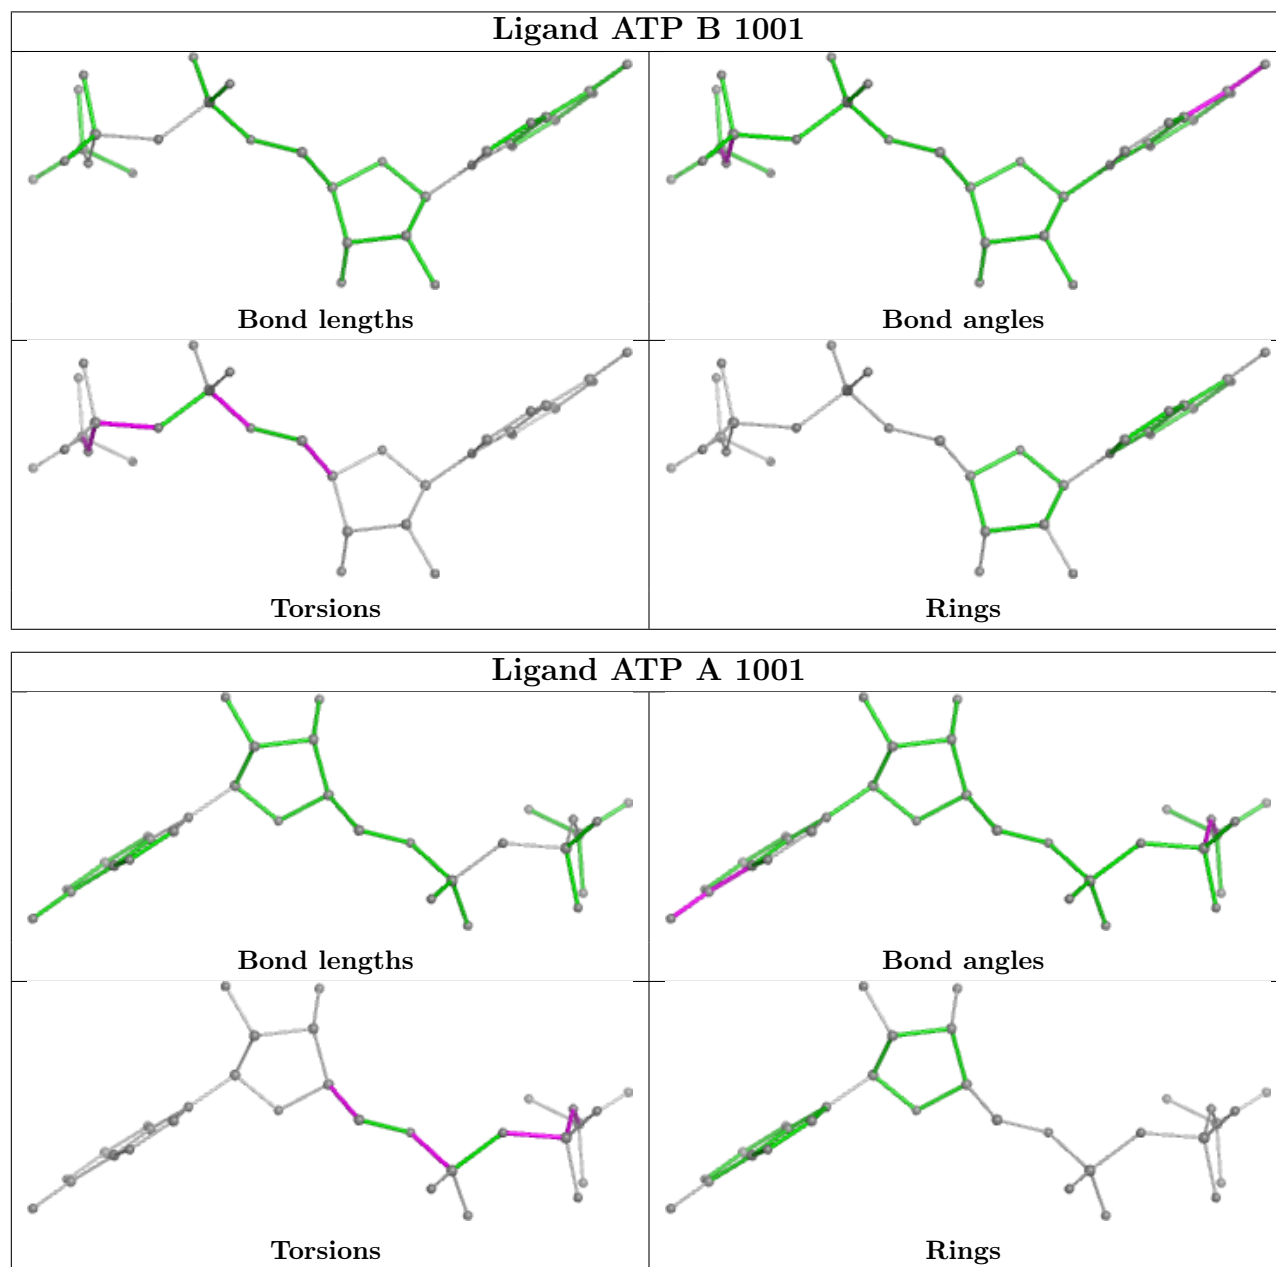 Ligand ATP B 1001
Bond lengths
Bond angles
Torsions
Rings
Ligand ATP A 1001
Bond lengths
Bond angles
Torsions
Rings